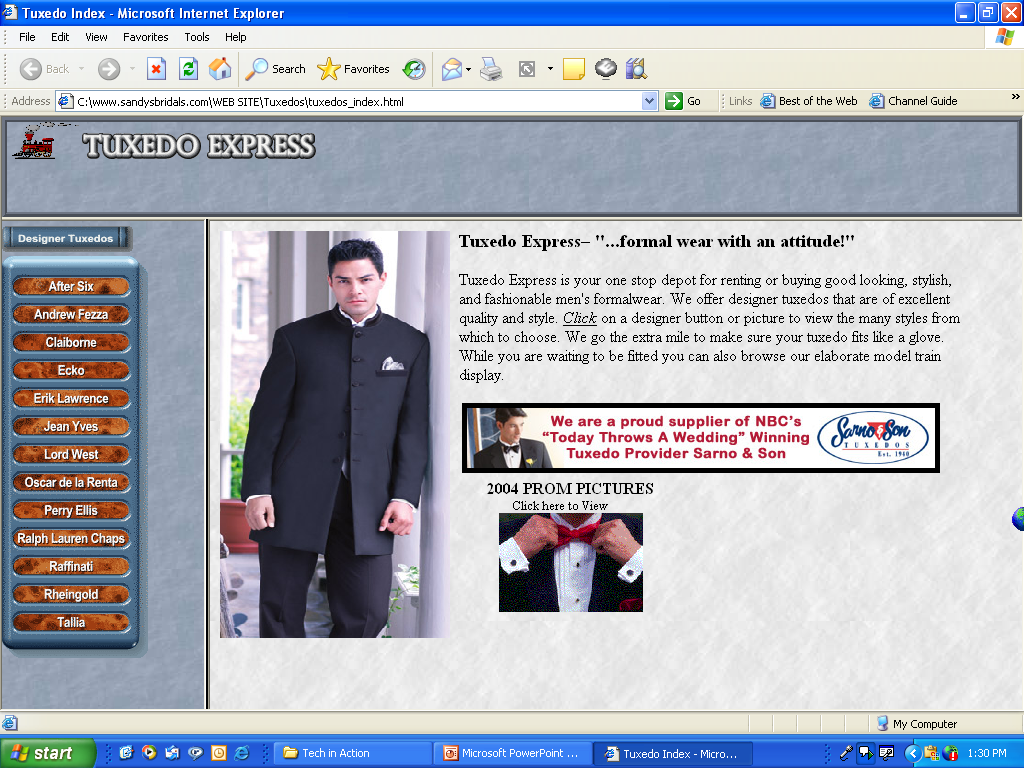 Tuxedo Index - Microsoft Internet Explorer
File Edit View Favorites Tools Help
Back Search Favorites
Address C:\www.sandysbridals.com\WEB SITE\Tuxedos\tuxedos_index.html Go Links Best of the Web Channel Guide »
TUXEDO EXPRESS
Designer Tuxedos
After Six
Andrew Fezza
Claiborne
Ecko
Erik Lawrence
Jean Yves
Lord West
Oscar de la Renta
Perry Ellis
Ralph Lauren Chaps
Raffinati
Rheingold
Tallia
Tuxedo Express– "...formal wear with an attitude!"
Tuxedo Express is your one stop depot for renting or buying good looking, stylish,
and fashionable men's formalwear. We offer designer tuxedos that are of excellent
quality and style. Click on a designer button or picture to view the many styles from
which to choose. We go the extra mile to make sure your tuxedo fits like a glove.
While you are waiting to be fitted you can also browse our elaborate model train
display.
We are a proud supplier of NBC's
"Today Throws A Wedding" Winning
Tuxedo Provider Sarno & Son
Sarno & Son
TUXEDOS
Est. 1940
2004 PROM PICTURES
Click here to View
My Computer
start Tech in Action Microsoft PowerPoint ... Tuxedo Index - Micro... 1:30 PM